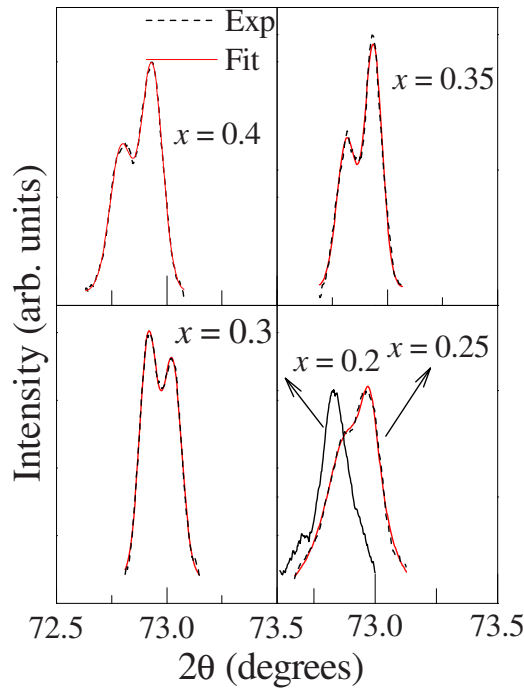 Exp
Fit
x = 0.4
x = 0.35
x = 0.3
x = 0.2
x = 0.25
Intensity (arb. units)
72.5 73.0 73.5 73.0 73.5
2θ (degrees)